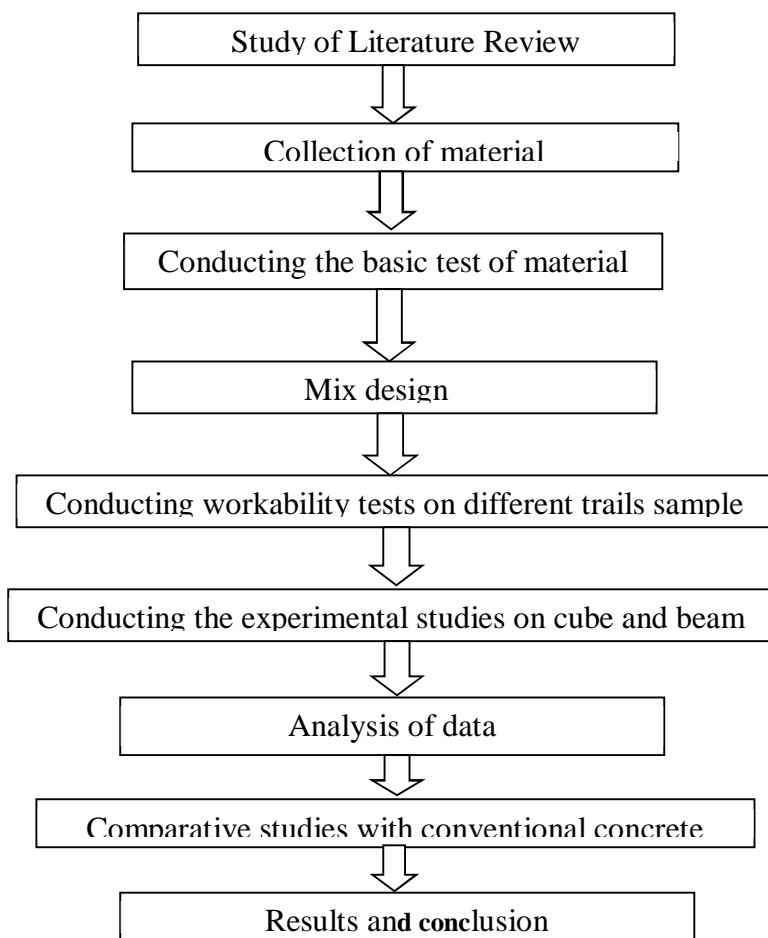 Study of Literature Review
Collection of material
Conducting the basic test of material
Mix design
Conducting workability tests on different trails sample
Conducting the experimental studies on cube and beam
Analysis of data
Comparative studies with conventional concrete
Results and conclusion